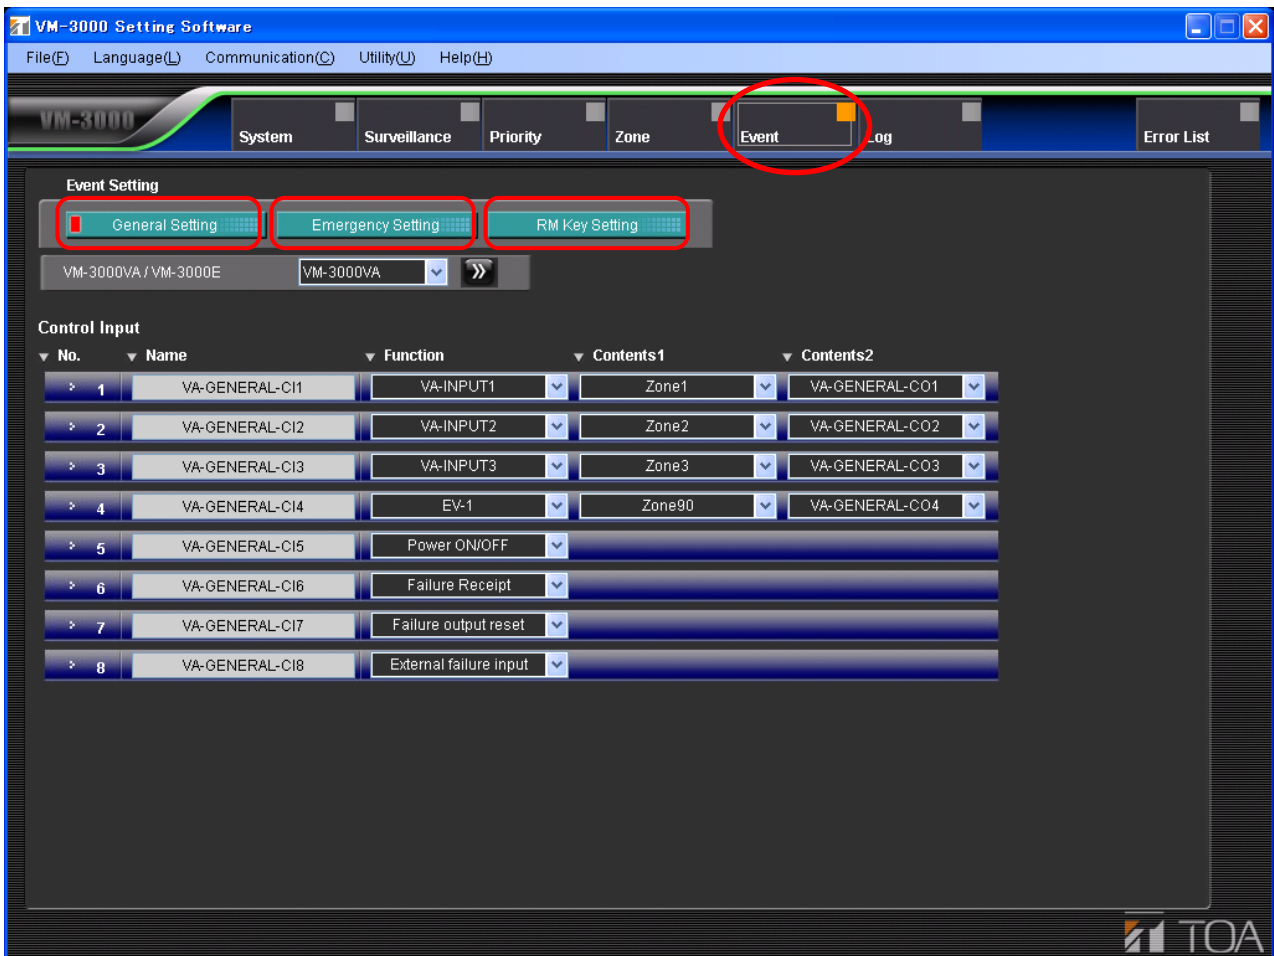 VM-3000 Setting Software
File(F) Language(L) Communication(C) Utility(U) Help(H)
VM-3000
System Surveillance Priority Zone Event Log Error List
Event Setting
General Setting Emergency Setting RM Key Setting
VM-3000VA / VM-3000E VM-3000VA
Control Input
No. Name Function Contents1 Contents2
1 VA-GENERAL-CI1 VA-INPUT1 Zone1 VA-GENERAL-CO1
2 VA-GENERAL-CI2 VA-INPUT2 Zone2 VA-GENERAL-CO2
3 VA-GENERAL-CI3 VA-INPUT3 Zone3 VA-GENERAL-CO3
4 VA-GENERAL-CI4 EV-1 Zone90 VA-GENERAL-CO4
5 VA-GENERAL-CI5 Power ON/OFF
6 VA-GENERAL-CI6 Failure Receipt
7 VA-GENERAL-CI7 Failure output reset
8 VA-GENERAL-CI8 External failure input
TOA